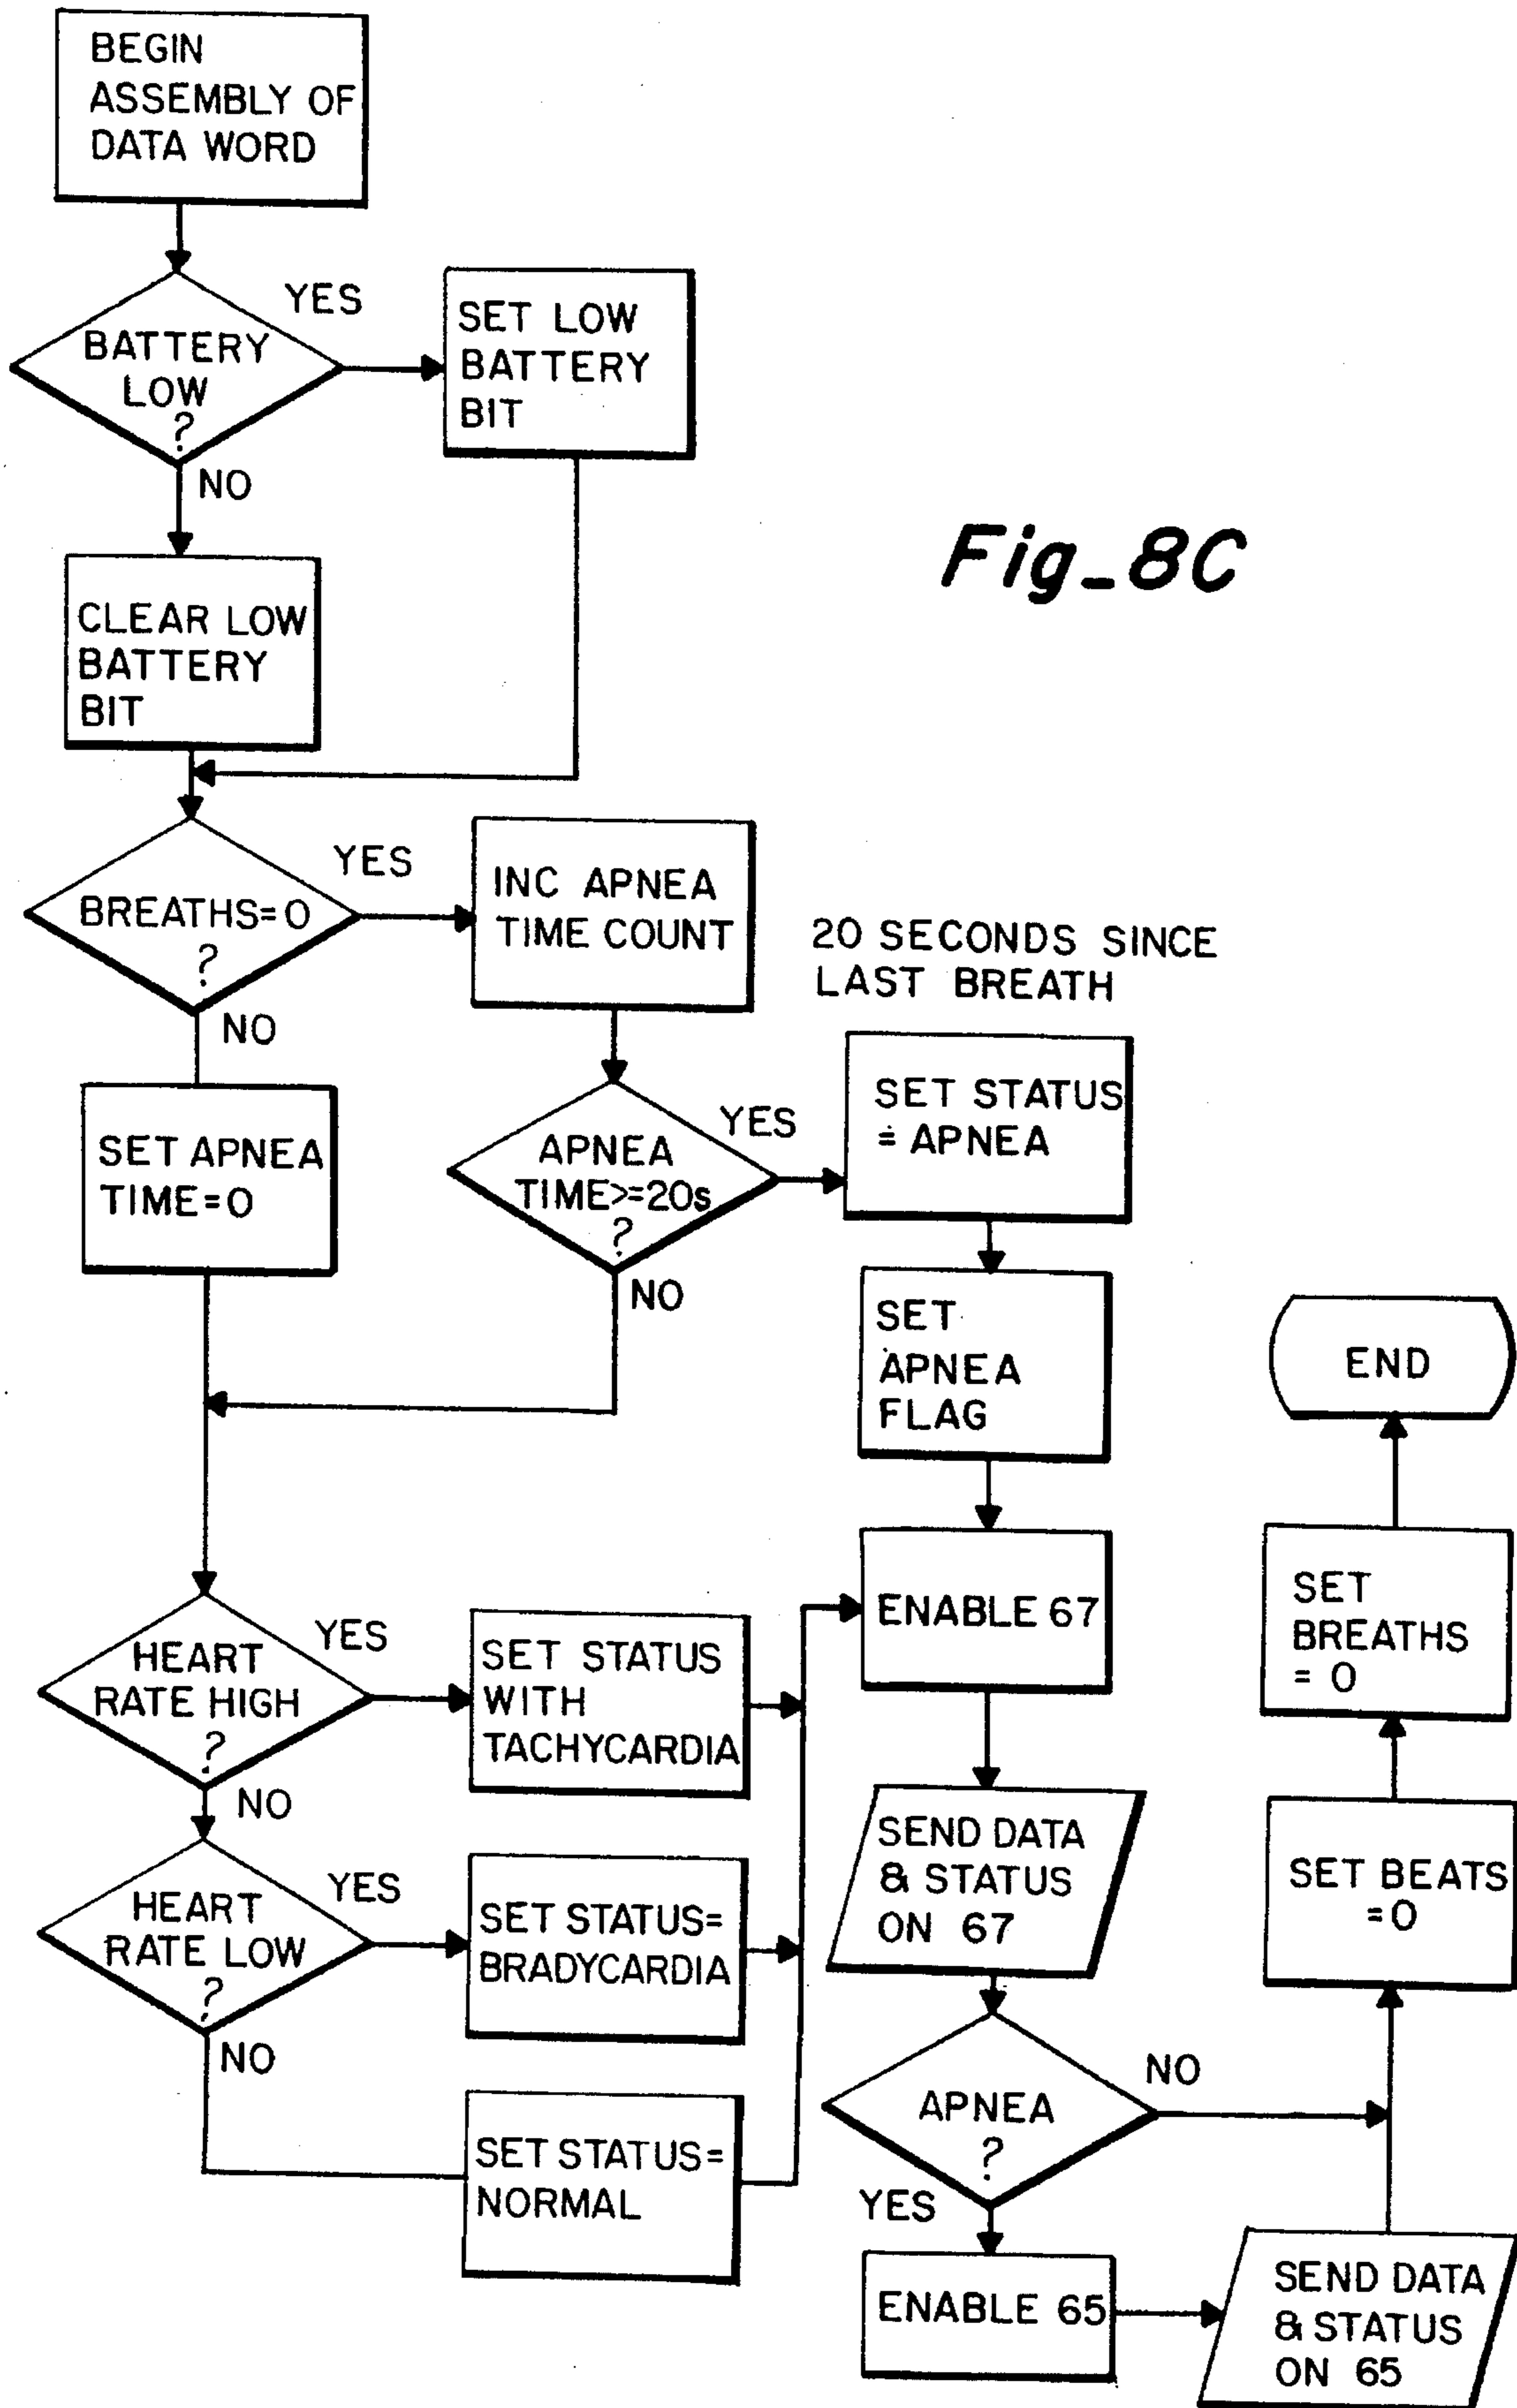 BEGIN
ASSEMBLY OF
DATA WORD
BATTERY
LOW
?
YES
NO
SET LOW
BATTERY
BIT
CLEAR LOW
BATTERY
BIT
Fig_8C
BREATHS=0
?
YES
NO
INC APNEA
TIME COUNT
20 SECONDS SINCE
LAST BREATH
SET APNEA
TIME=0
APNEA
TIME>=20s
?
YES
NO
SET STATUS
= APNEA
SET
APNEA
FLAG
HEART
RATE HIGH
?
YES
NO
SET STATUS
WITH
TACHYCARDIA
HEART
RATE LOW
?
YES
NO
SET STATUS=
BRADYCARDIA
SET STATUS=
NORMAL
ENABLE 67
SEND DATA
& STATUS
ON 67
APNEA
?
NO
YES
ENABLE 65
SEND DATA
& STATUS
ON 65
SET BEATS
=0
SET
BREATHS
= 0
END